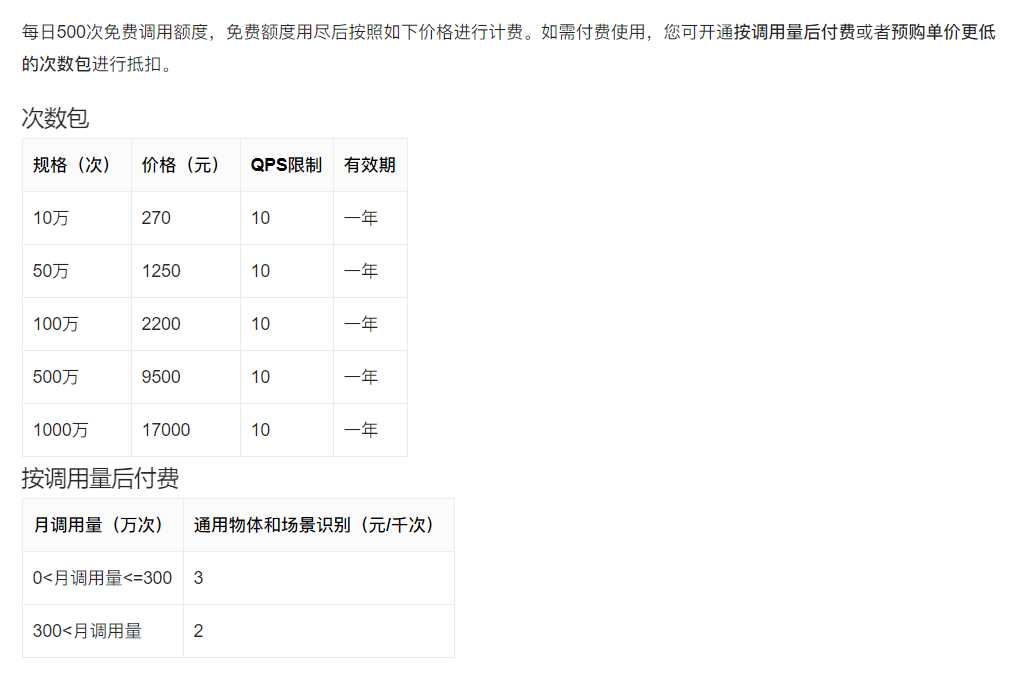 每日500次免费调用额度，免费额度用尽后按照如下价格进行计费。如需付费使用，您可开通按调用量后付费或者预购单价更低
的次数包进行抵扣。
次数包
规格（次） 价格（元） QPS限制 有效期
10万 270 10 一年
50万 1250 10 一年
100万 2200 10 一年
500万 9500 10 一年
1000万 17000 10 一年
按调用量后付费
月调用量（万次） 通用物体和场景识别（元/千次）
0<月调用量<=300 3
300<月调用量 2